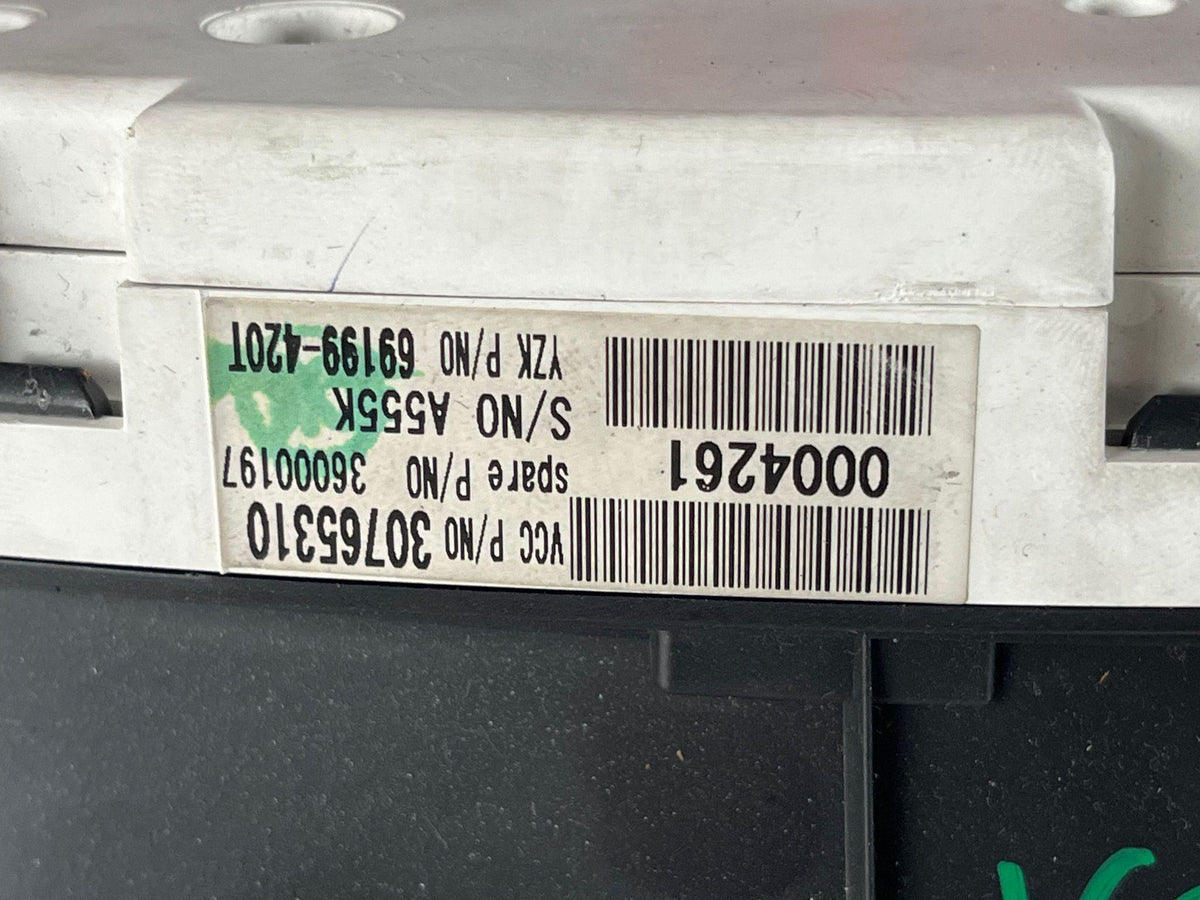 VCC P/NO 30765310
spare P/NO 36000197
0004261
S/NO A555K
YZK P/NO 69199-420T